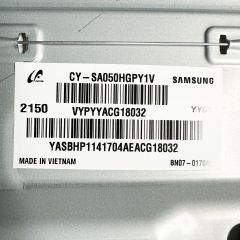 CY-SA050HGPY1V
SAMSUNG
2150
VYPYYACG18032
YASBHP1141704AEACG18032
MADE IN VIETNAM